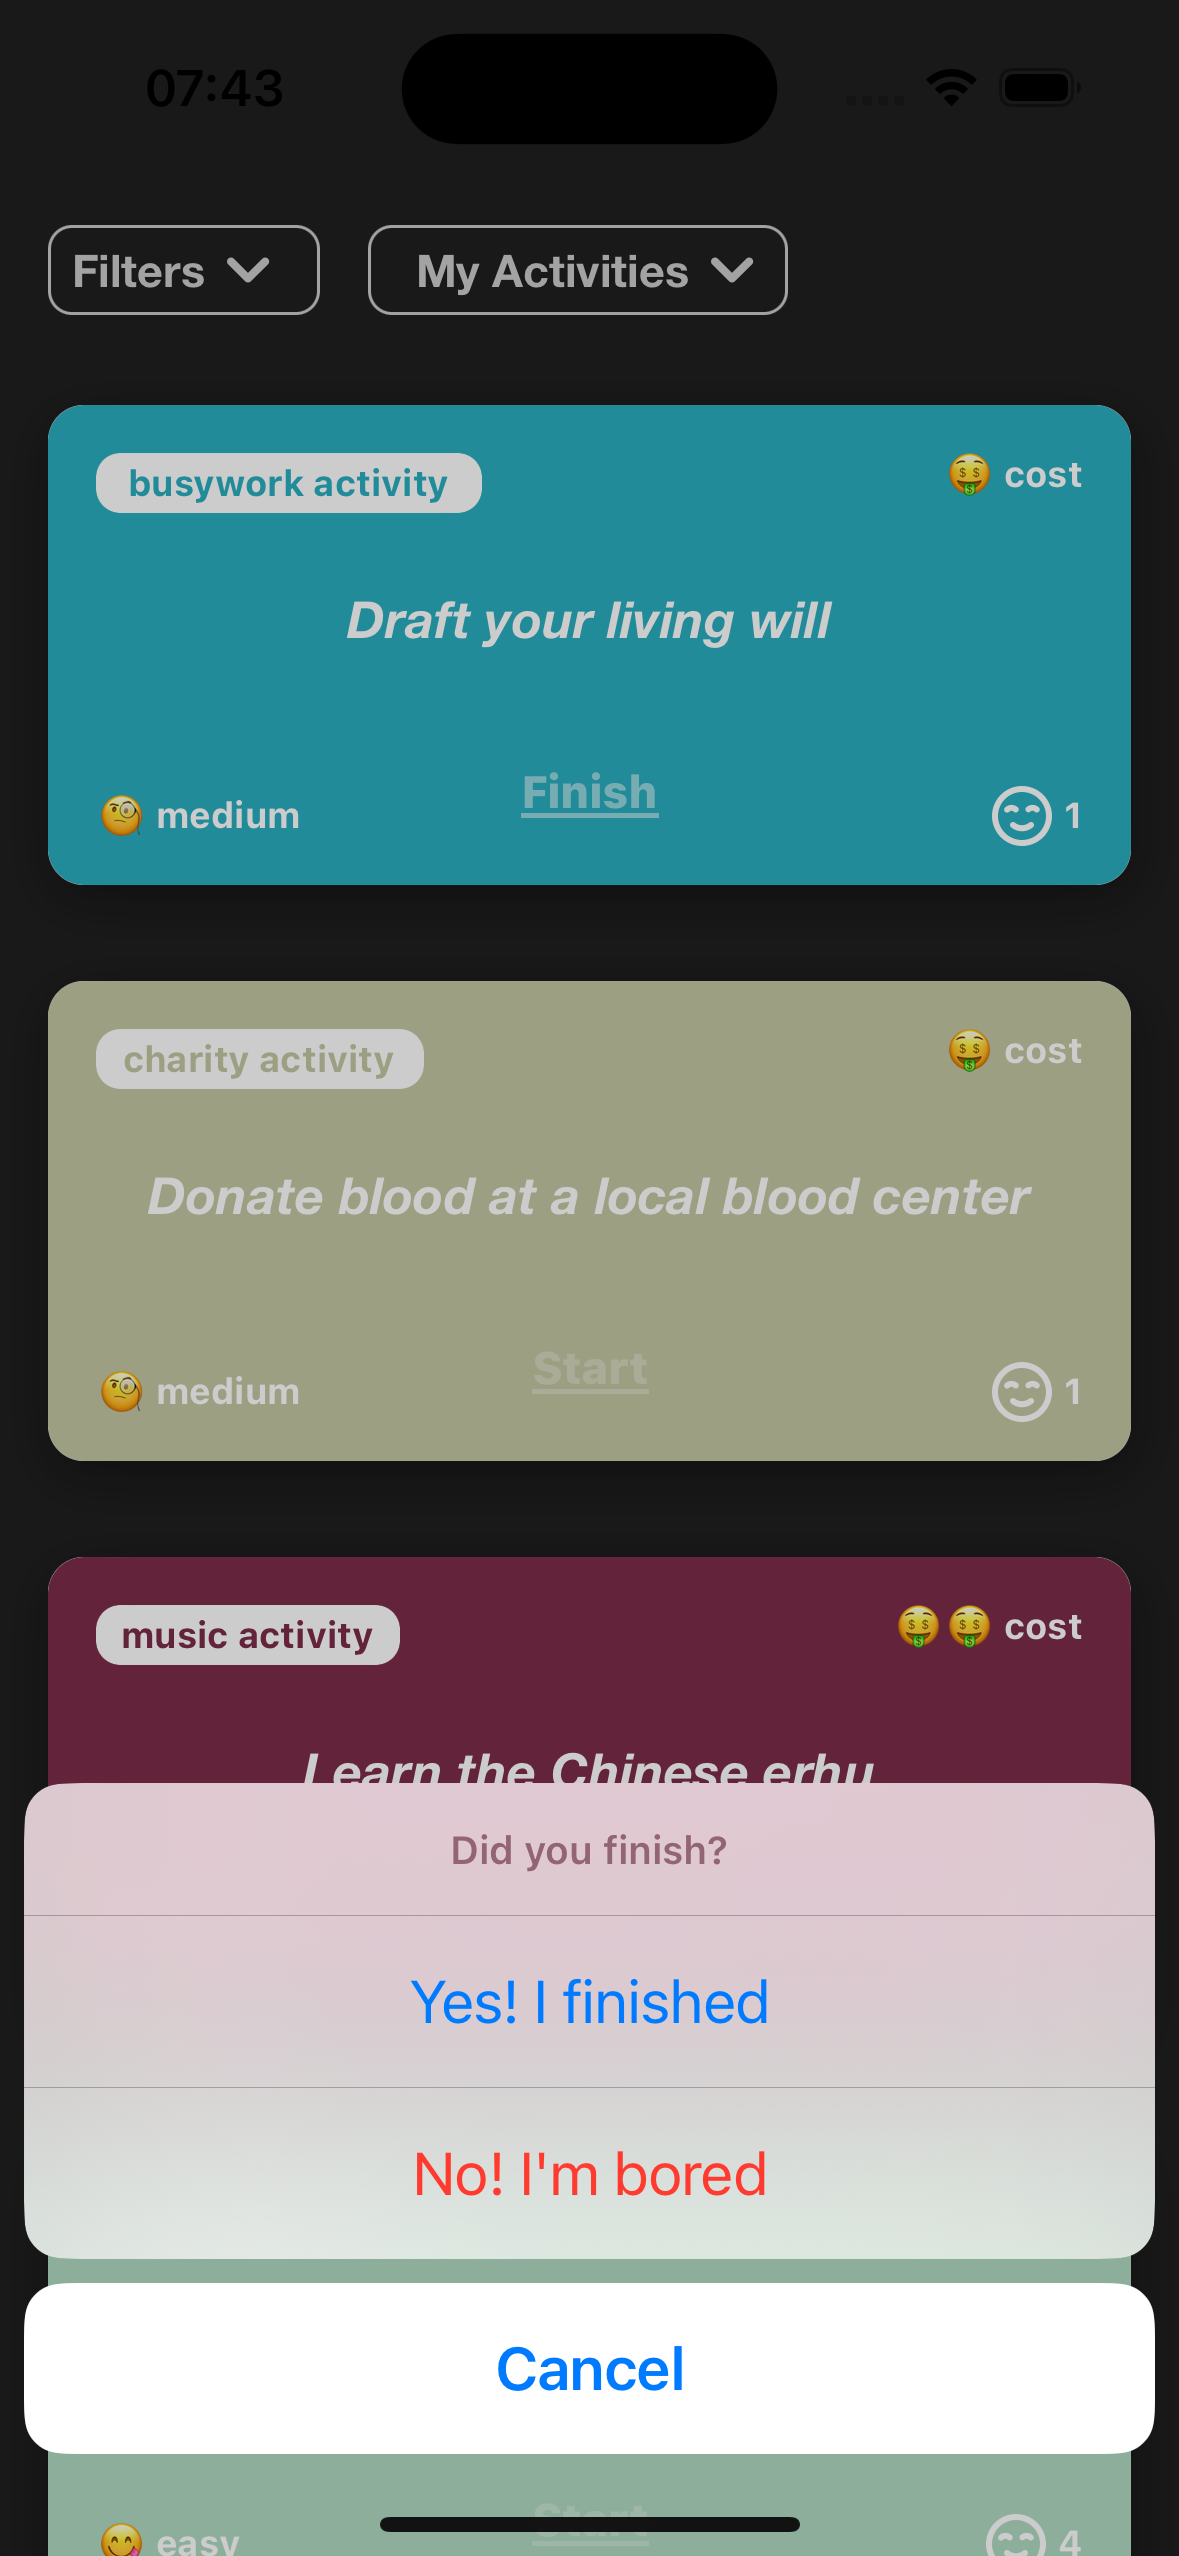 07:43
Filters
My Activities
busywork activity
cost
Draft your living will
Finish
medium
1
charity activity
cost
Donate blood at a local blood center
Start
medium
1
music activity
cost
Learn the Chinese erhu
Did you finish?
Yes! I finished
No! I'm bored
Cancel
Start
easy
4